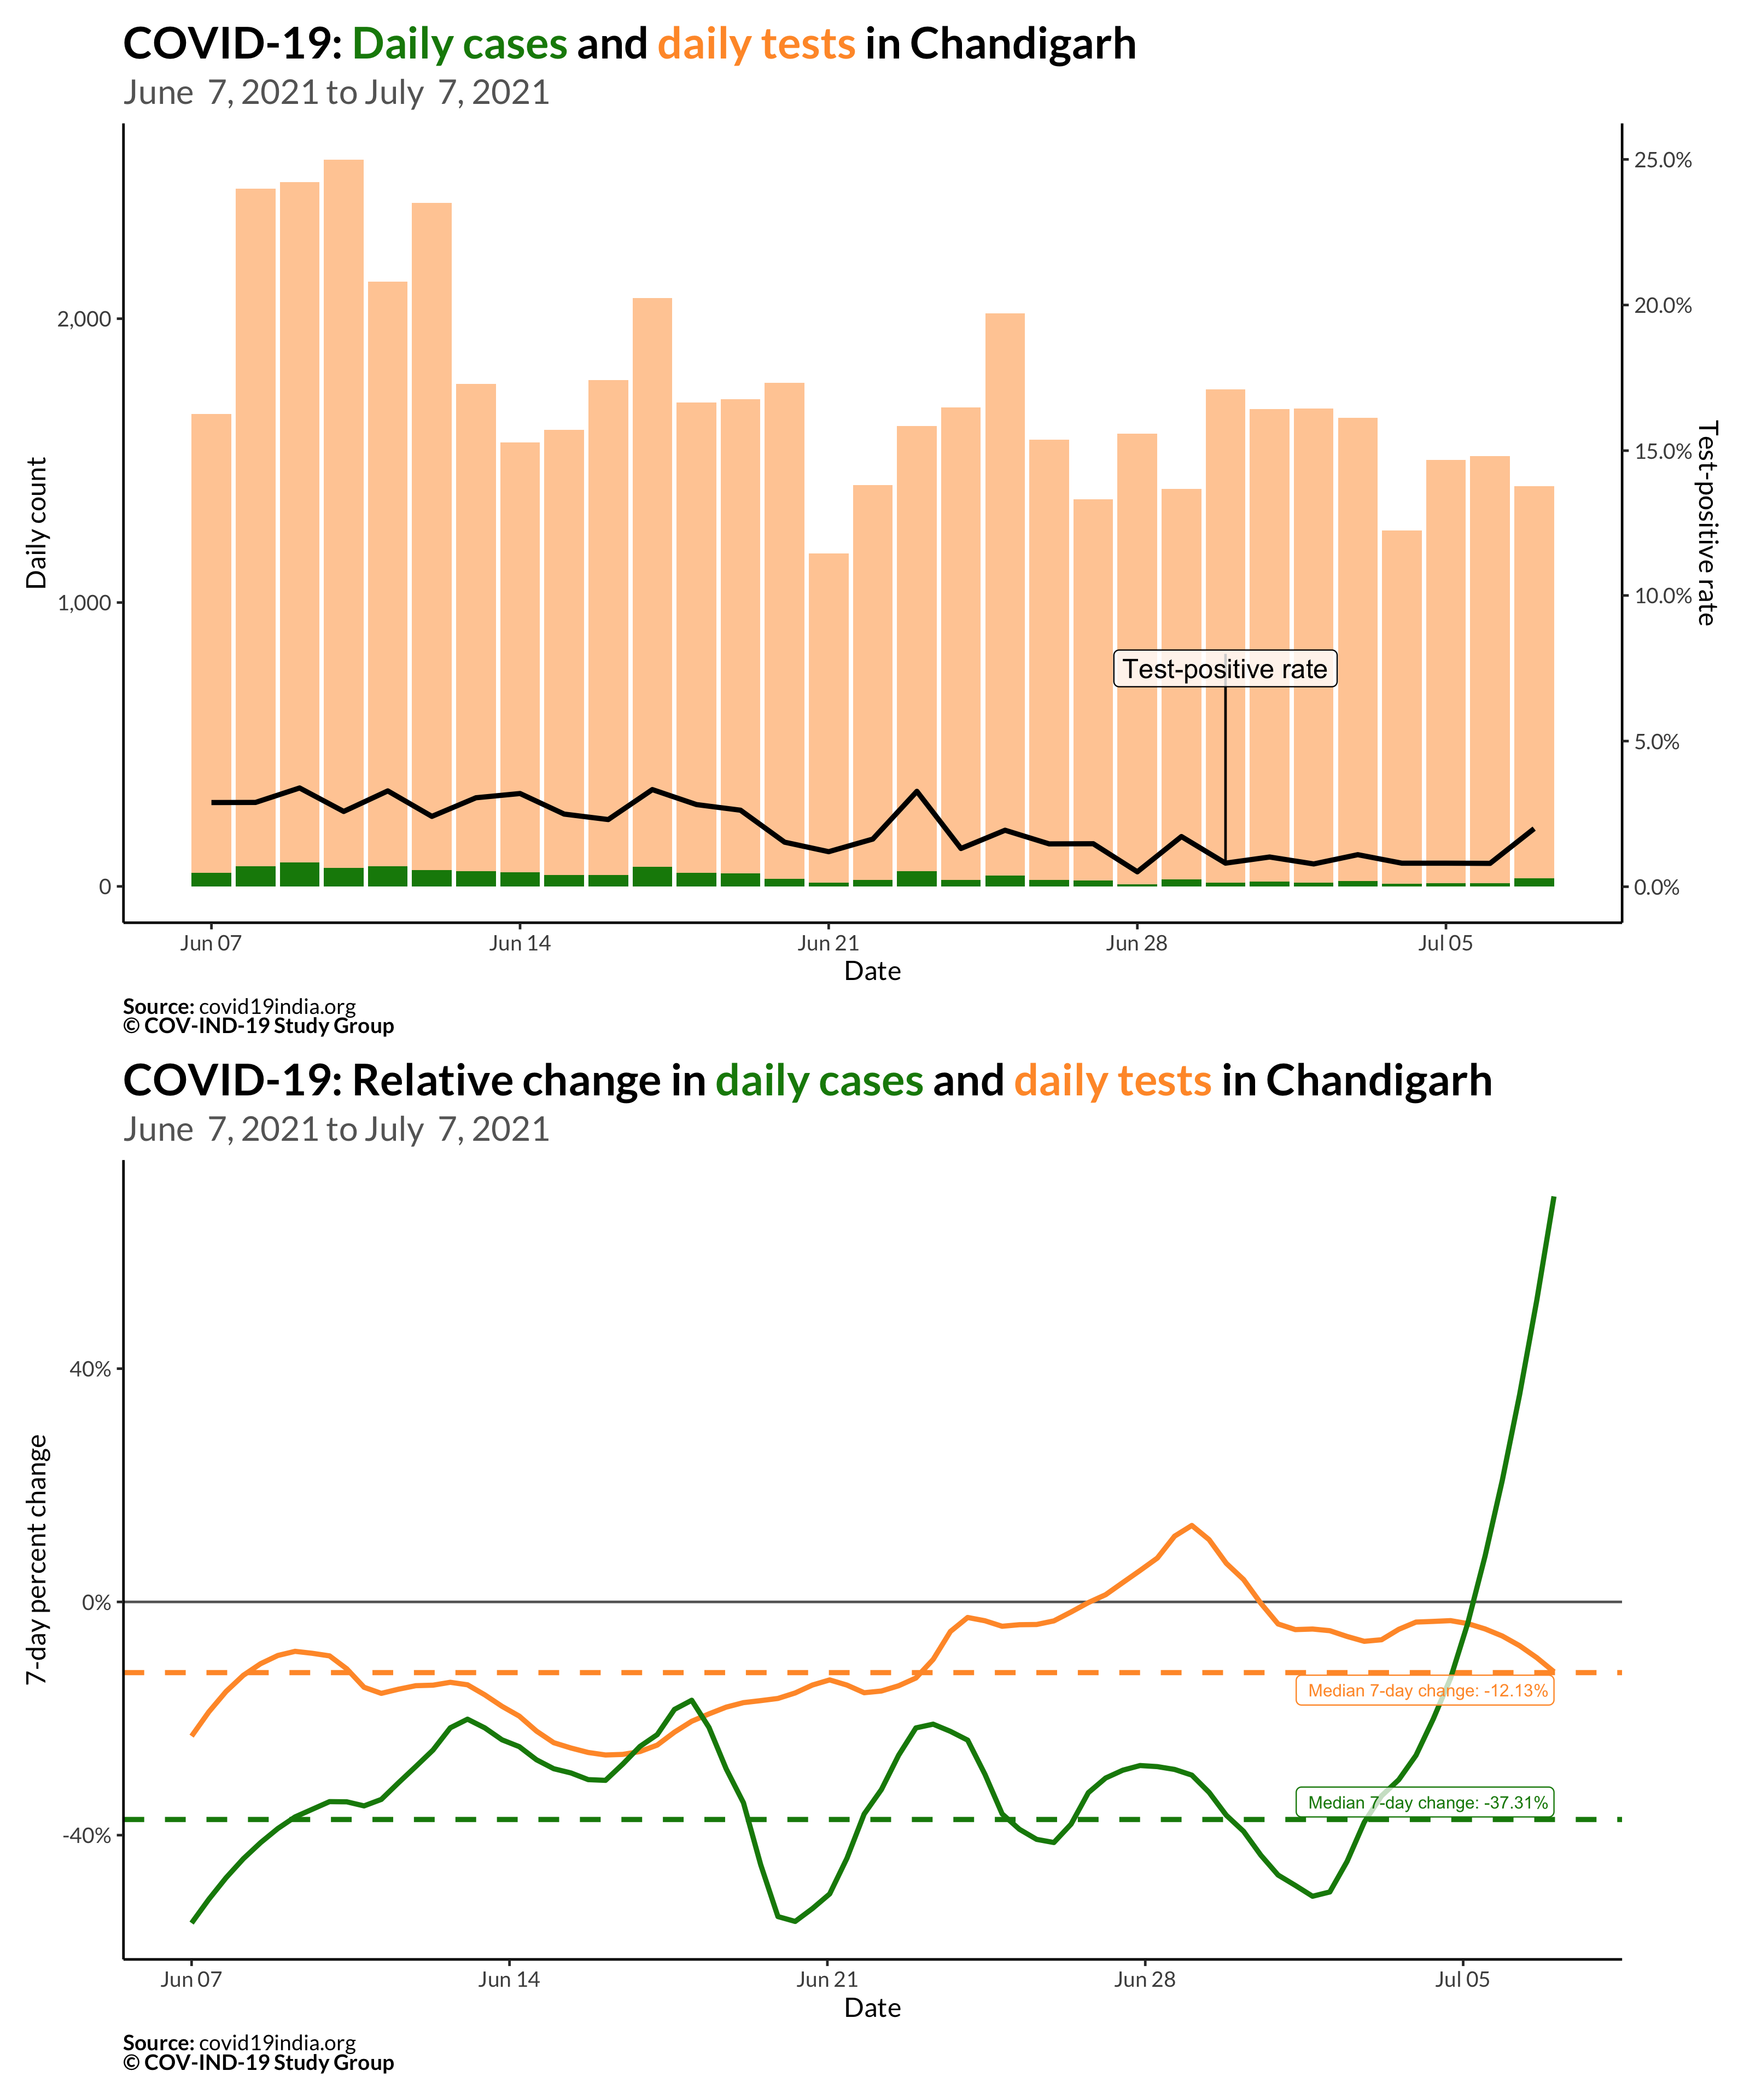 COVID-19: Daily cases and daily tests in Chandigarh
June 7, 2021 to July 7, 2021
Daily count
2,000
1,000
0
25.0%
20.0%
15.0%
10.0%
5.0%
0.0%
Test-positive rate
Test-positive rate
Jun 07
Jun 14
Jun 21
Jun 28
Jul 05
Date
Source: covid19india.org
© COV-IND-19 Study Group
COVID-19: Relative change in daily cases and daily tests in Chandigarh
June 7, 2021 to July 7, 2021
7-day percent change
40%
0%
-40%
Median 7-day change: -12.13%
Median 7-day change: -37.31%
Jun 07
Jun 14
Jun 21
Jun 28
Jul 05
Date
Source: covid19india.org
© COV-IND-19 Study Group